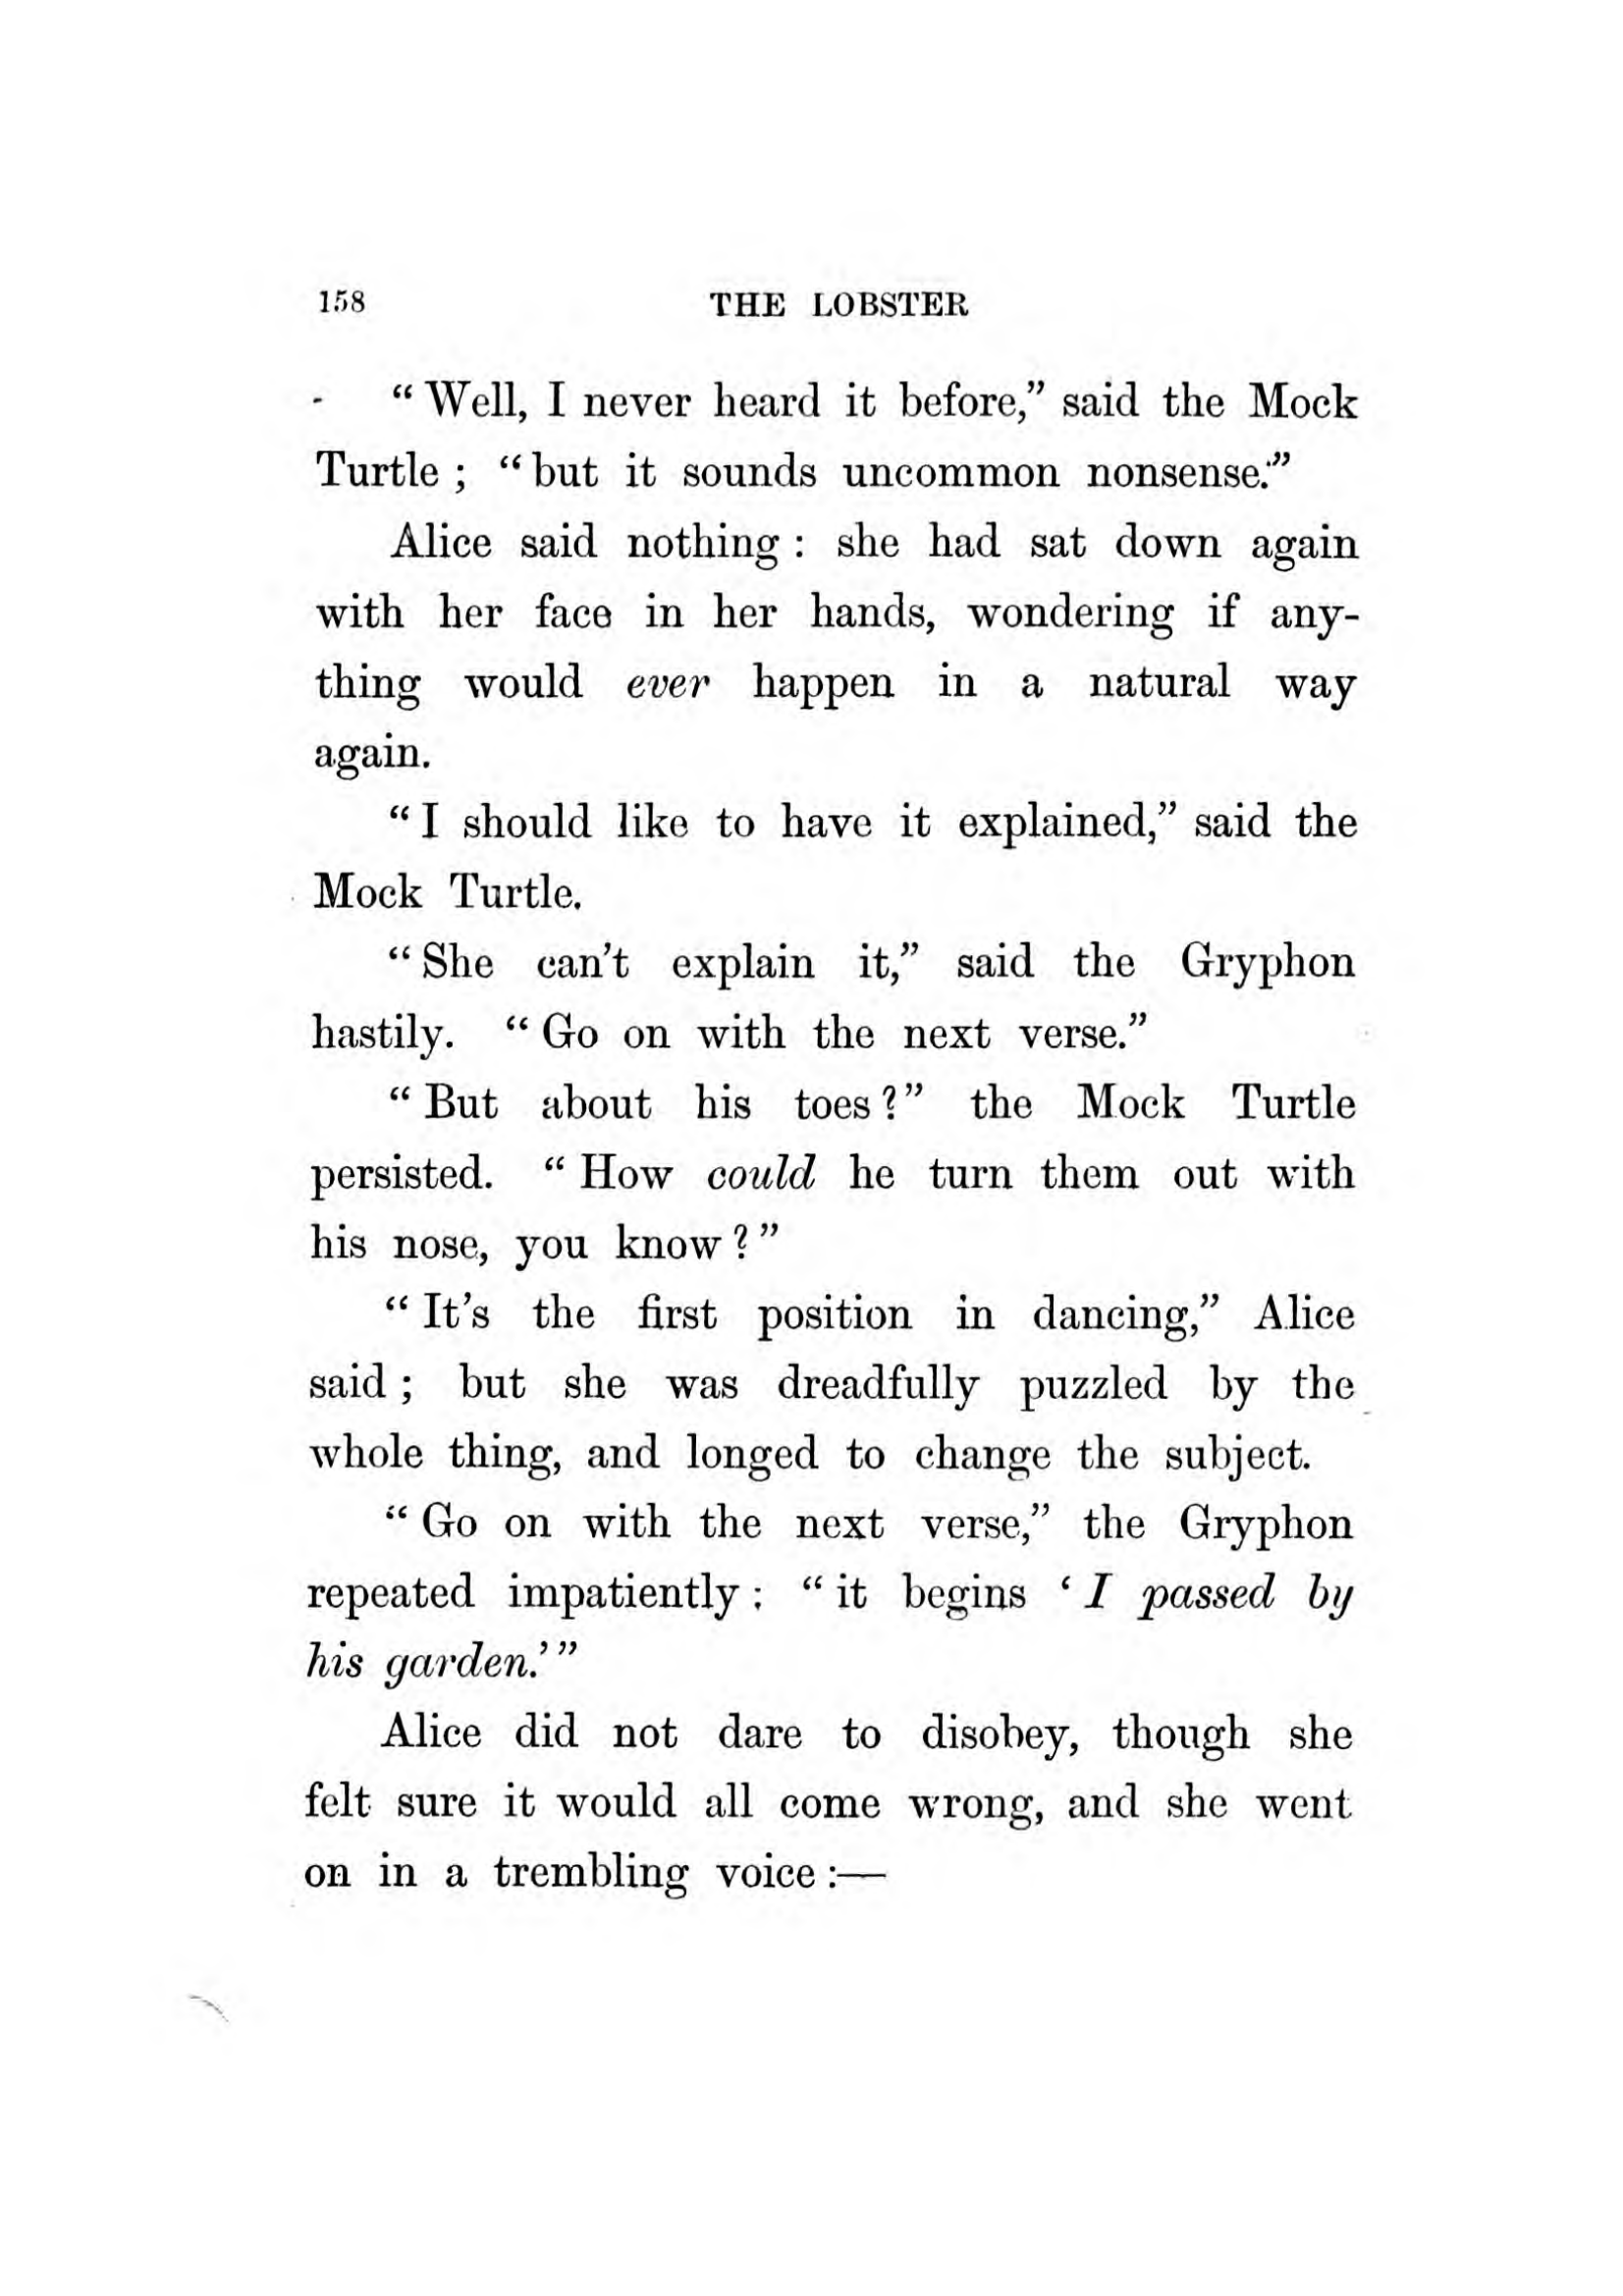 158 THE LOBSTER
“Well, I never heard it before,” said the Mock
Turtle; “but it sounds uncommon nonsense.”
Alice said nothing: she had sat down again
with her face in her hands, wondering if any-
thing would ever happen in a natural way
again.
“I should like to have it explained,” said the
Mock Turtle.
“She can’t explain it,” said the Gryphon
hastily. “Go on with the next verse.”
“But about his toes?” the Mock Turtle
persisted. “How could he turn them out with
his nose, you know?”
“It’s the first position in dancing,” Alice
said; but she was dreadfully puzzled by the
whole thing, and longed to change the subject.
“Go on with the next verse,” the Gryphon
repeated impatiently: “it begins ‘I passed by
his garden.’”
Alice did not dare to disobey, though she
felt sure it would all come wrong, and she went
on in a trembling voice:—